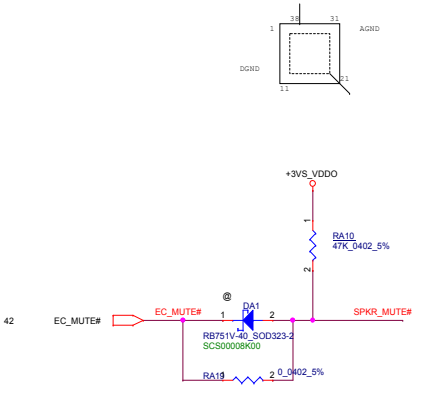 38 31
1 AGND
DGND
21
11
+3VS_VDDO
1
RA10
47K_0402_5%
2
@
EC_MUTE# DA1 SPKR_MUTE#
1 2
42 EC_MUTE#
RB751V-40_SOD323-2
SCS00008K00
1 2 0_0402_5%